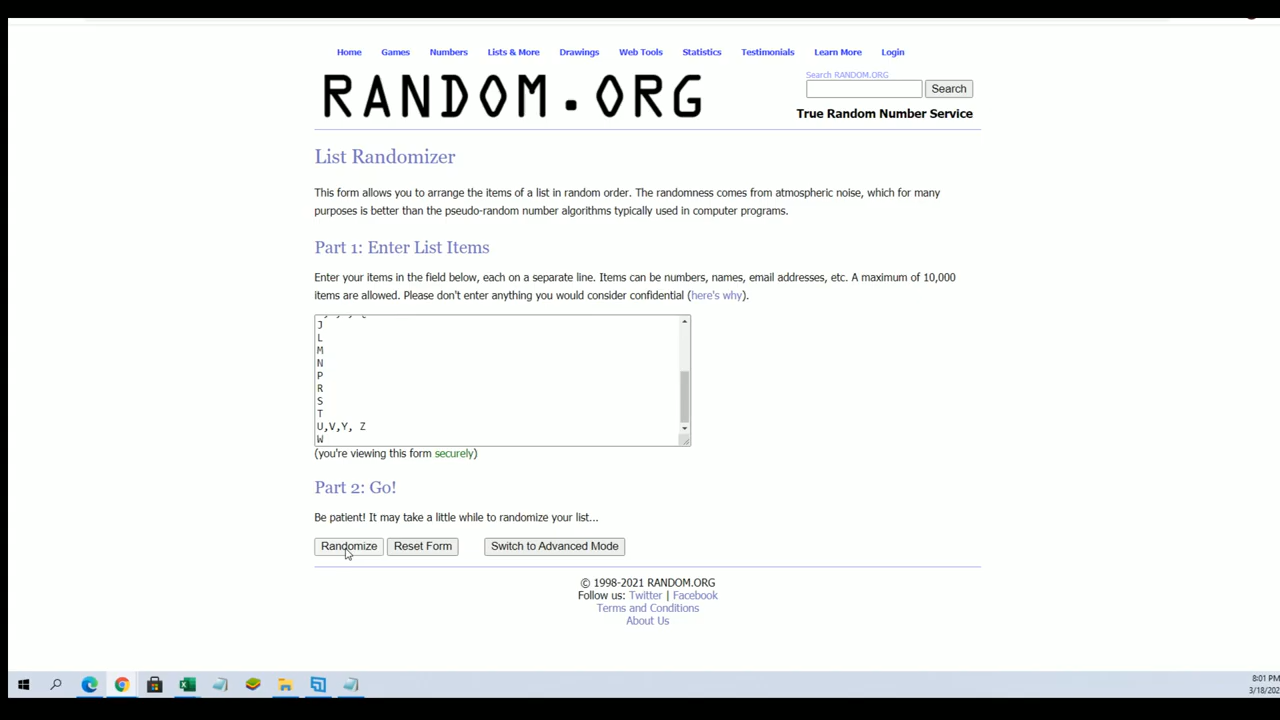 Home Games Numbers Lists & More Drawings Web Tools Statistics Testimonials Learn More Login
RANDOM.ORG
Search RANDOM.ORG
Search
True Random Number Service
List Randomizer
This form allows you to arrange the items of a list in random order. The randomness comes from atmospheric noise, which for many
purposes is better than the pseudo-random number algorithms typically used in computer programs.
Part 1: Enter List Items
Enter your items in the field below, each on a separate line. Items can be numbers, names, email addresses, etc. A maximum of 10,000
items are allowed. Please don't enter anything you would consider confidential (here's why).
J
L
M
N
P
R
S
T
U,V,Y, Z
W
(you're viewing this form securely)
Part 2: Go!
Be patient! It may take a little while to randomize your list...
Randomize Reset Form Switch to Advanced Mode
© 1998-2021 RANDOM.ORG
Follow us: Twitter | Facebook
Terms and Conditions
About Us
8:01 PM
3/18/202